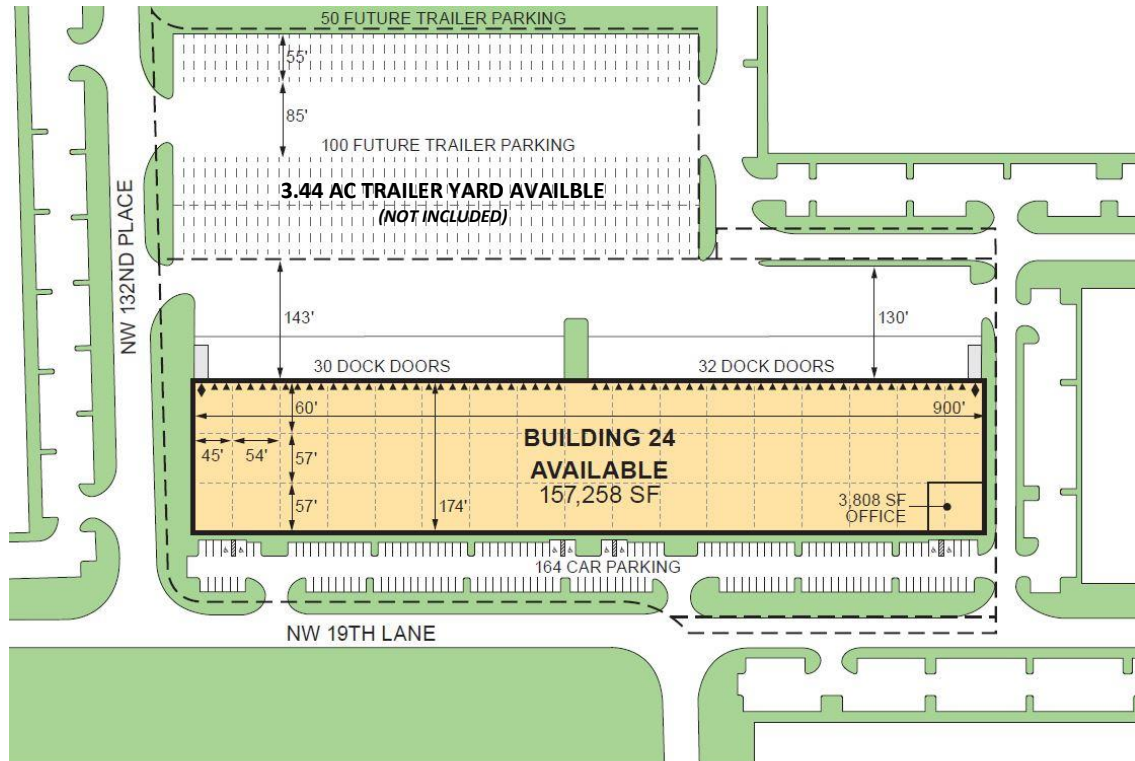 50 FUTURE TRAILER PARKING
55'
85'
100 FUTURE TRAILER PARKING
3.44 AC TRAILER YARD AVAILBLE
(NOT INCLUDED)
NW 132ND PLACE
143'
130'
30 DOCK DOORS
32 DOCK DOORS
60'
900'
45'
54'
57'
BUILDING 24
AVAILABLE
157,258 SF
57'
174'
3,808 SF
OFFICE
164 CAR PARKING
NW 19TH LANE